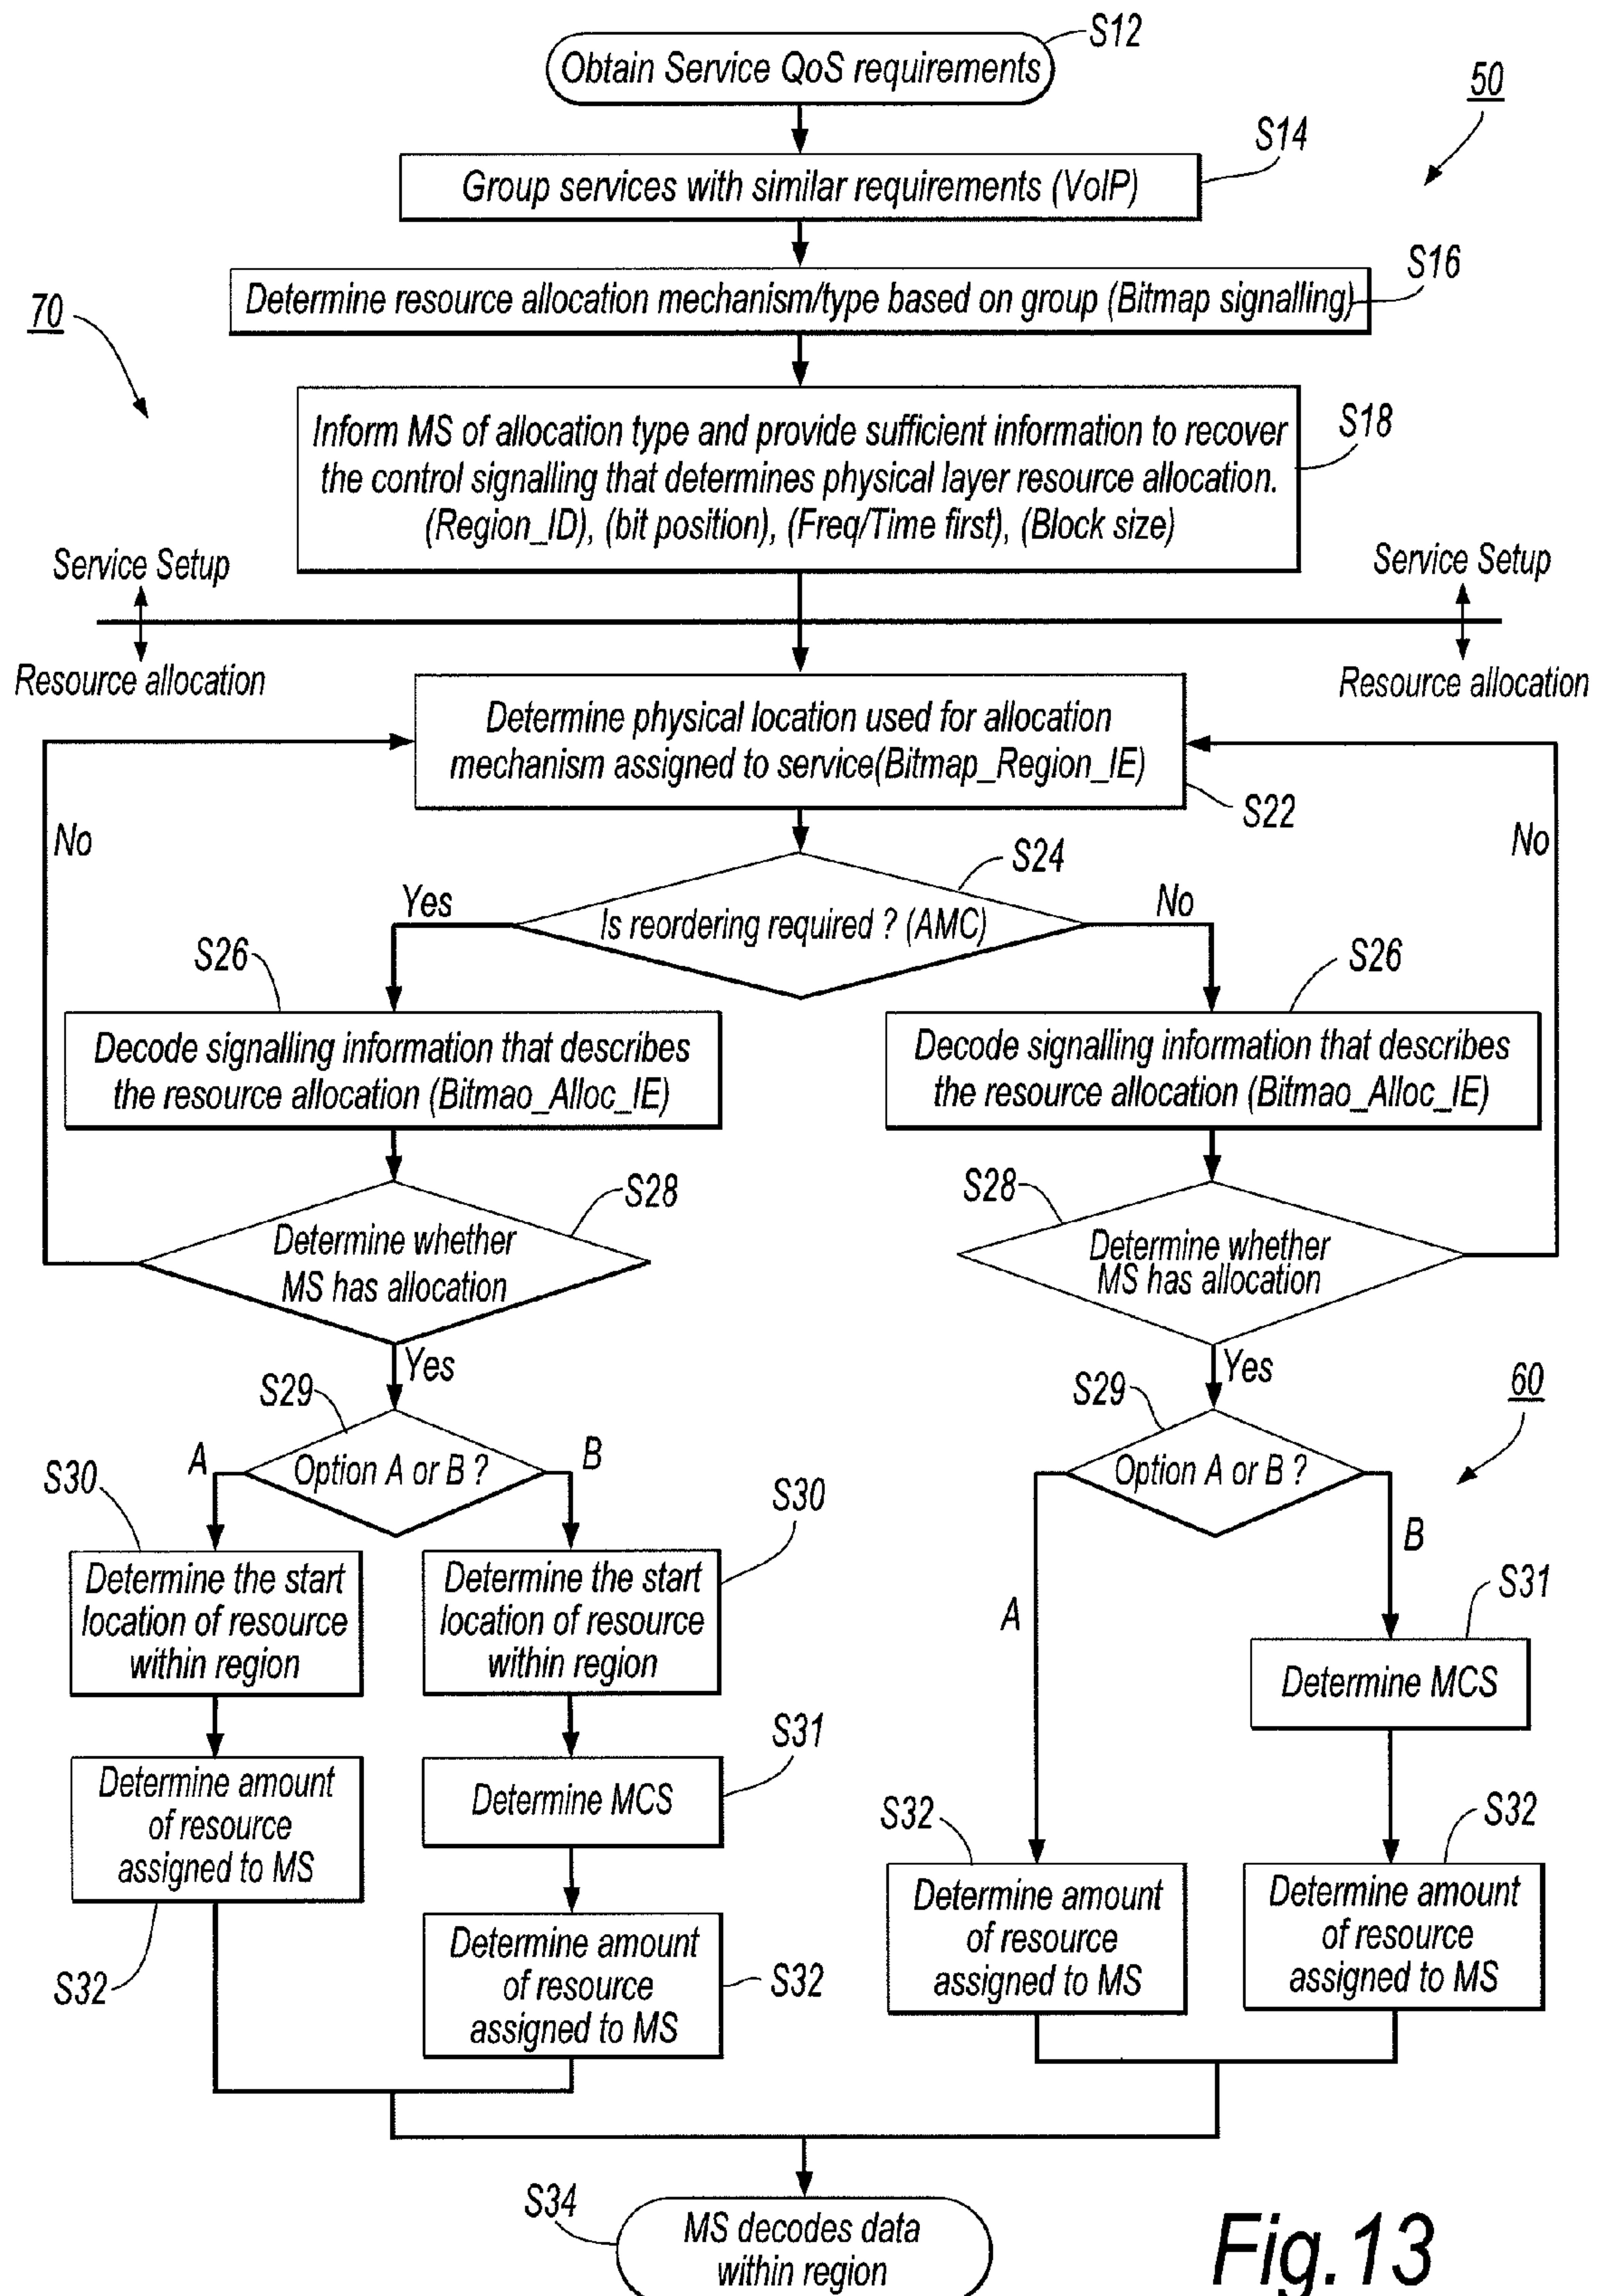 S12
Obtain Service QoS requirements
50
S14
Group services with similar requirements (VoIP)
S16
Determine resource allocation mechanism/type based on group (Bitmap signalling)
70
S18
Inform MS of allocation type and provide sufficient information to recover
the control signalling that determines physical layer resource allocation.
(Region_ID), (bit position), (Freq/Time first), (Block size)
Service Setup
Service Setup
Resource allocation
Resource allocation
Determine physical location used for allocation
mechanism assigned to service(Bitmap_Region_IE)
S22
No
No
S24
Yes
No
Is reordering required ? (AMC)
S26
S26
Decode signalling information that describes
the resource allocation (Bitmao_Alloc_IE)
Decode signalling information that describes
the resource allocation (Bitmao_Alloc_IE)
S28
S28
Determine whether
MS has allocation
Determine whether
MS has allocation
Yes
Yes
S29
S29
60
A
Option A or B ?
B
Option A or B ?
S30
S30
B
Determine the start
location of resource
within region
Determine the start
location of resource
within region
A
S31
Determine MCS
S31
Determine amount
of resource
assigned to MS
Determine MCS
S32
S32
Determine amount
of resource
assigned to MS
Determine amount
of resource
assigned to MS
Determine amount
of resource
assigned to MS
S32
S32
S34
MS decodes data
within region
Fig.13